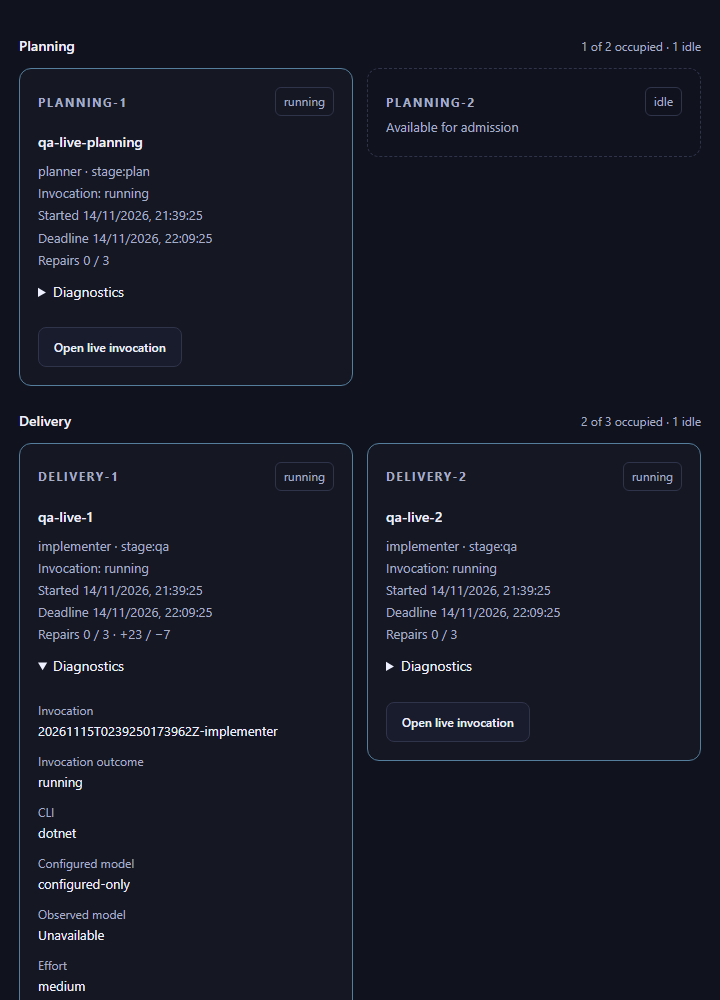 Planning
1 of 2 occupied · 1 idle
PLANNING-1
running
qa-live-planning
planner · stage:plan
Invocation: running
Started 14/11/2026, 21:39:25
Deadline 14/11/2026, 22:09:25
Repairs 0 / 3
▶ Diagnostics
Open live invocation
PLANNING-2
idle
Available for admission
Delivery
2 of 3 occupied · 1 idle
DELIVERY-1
running
qa-live-1
implementer · stage:qa
Invocation: running
Started 14/11/2026, 21:39:25
Deadline 14/11/2026, 22:09:25
Repairs 0 / 3 · +23 / −7
▼ Diagnostics
Invocation
20261115T0239250173962Z-implementer
Invocation outcome
running
CLI
dotnet
Configured model
configured-only
Observed model
Unavailable
Effort
medium
DELIVERY-2
running
qa-live-2
implementer · stage:qa
Invocation: running
Started 14/11/2026, 21:39:25
Deadline 14/11/2026, 22:09:25
Repairs 0 / 3
▶ Diagnostics
Open live invocation